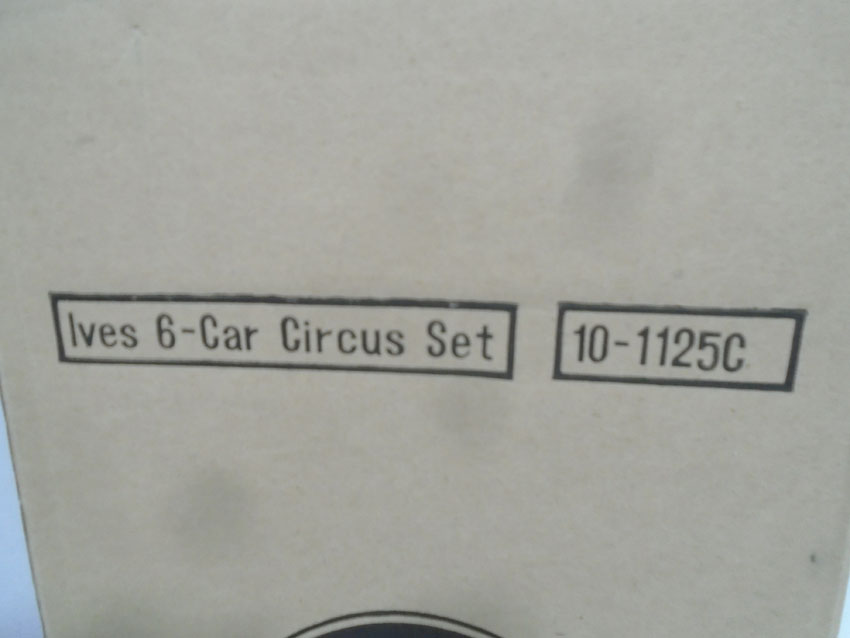 Ives 6-Car Circus Set
10-1125C